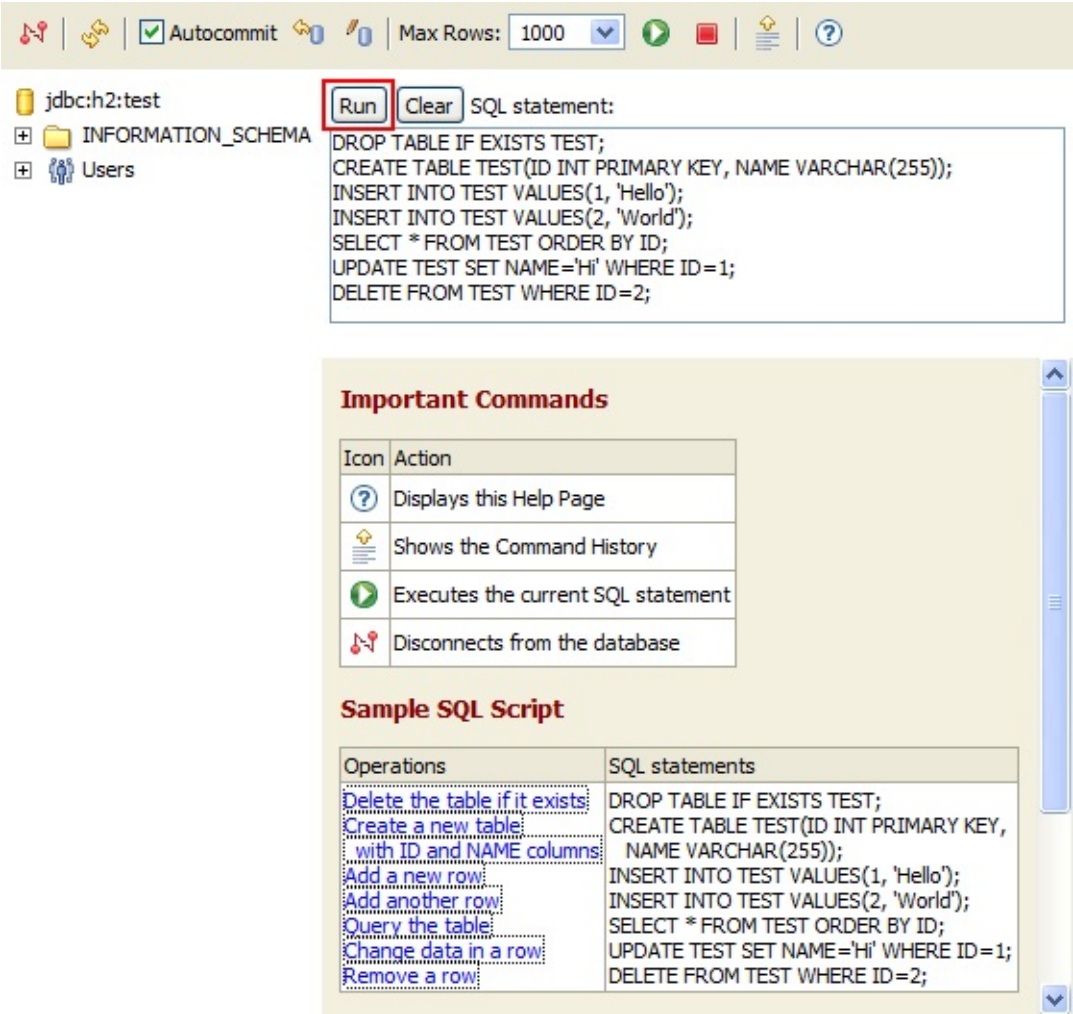 Autocommit Max Rows: 1000
jdbc:h2:test
INFORMATION_SCHEMA
Users
Run Clear SQL statement:
DROP TABLE IF EXISTS TEST;
CREATE TABLE TEST(ID INT PRIMARY KEY, NAME VARCHAR(255));
INSERT INTO TEST VALUES(1, 'Hello');
INSERT INTO TEST VALUES(2, 'World');
SELECT * FROM TEST ORDER BY ID;
UPDATE TEST SET NAME='Hi' WHERE ID=1;
DELETE FROM TEST WHERE ID=2;
Important Commands
Icon Action
Displays this Help Page
Shows the Command History
Executes the current SQL statement
Disconnects from the database
Sample SQL Script
Operations SQL statements
Delete the table if it exists DROP TABLE IF EXISTS TEST;
Create a new table CREATE TABLE TEST(ID INT PRIMARY KEY,
with ID and NAME columns NAME VARCHAR(255));
Add a new row INSERT INTO TEST VALUES(1, 'Hello');
Add another row INSERT INTO TEST VALUES(2, 'World');
Query the table SELECT * FROM TEST ORDER BY ID;
Change data in a row UPDATE TEST SET NAME='Hi' WHERE ID=1;
Remove a row DELETE FROM TEST WHERE ID=2;